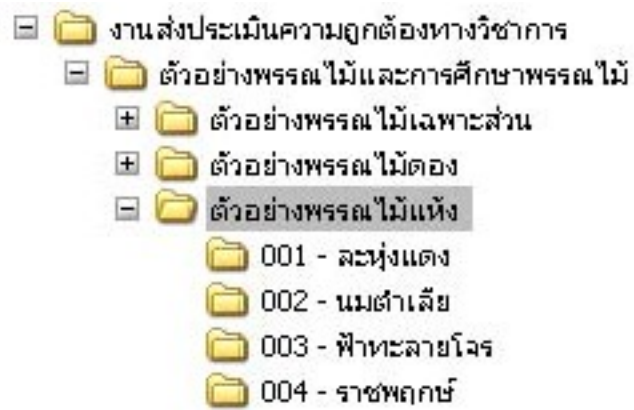 งานส่งประเมินความถูกต้องทางวิชาการ
ตัวอย่างพรรณไม้และการศึกษาพรรณไม้
ตัวอย่างพรรณไม้เฉพาะส่วน
ตัวอย่างพรรณไม้ดอง
ตัวอย่างพรรณไม้แห้ง
001 - ละหุ่งแดง
002 - นมตำเลีย
003 - ฟ้าทะลายโจร
004 - ราชพฤกษ์